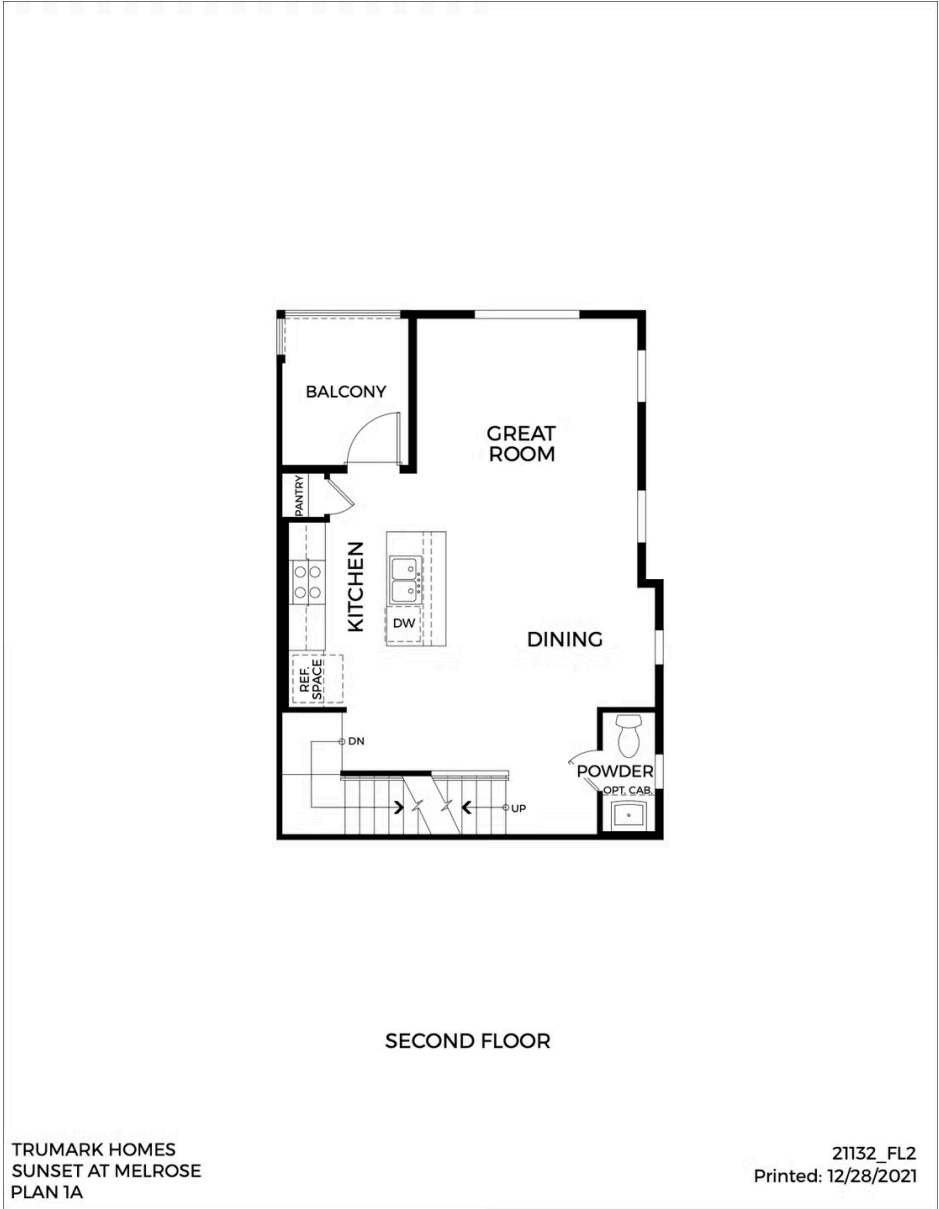 BALCONY
GREAT
ROOM
PANTRY
KITCHEN
DW
DINING
REF.
SPACE
DN
POWDER
OPT. CAB.
UP
SECOND FLOOR
TRUMARK HOMES
SUNSET AT MELROSE
PLAN 1A
21132_FL2
Printed: 12/28/2021